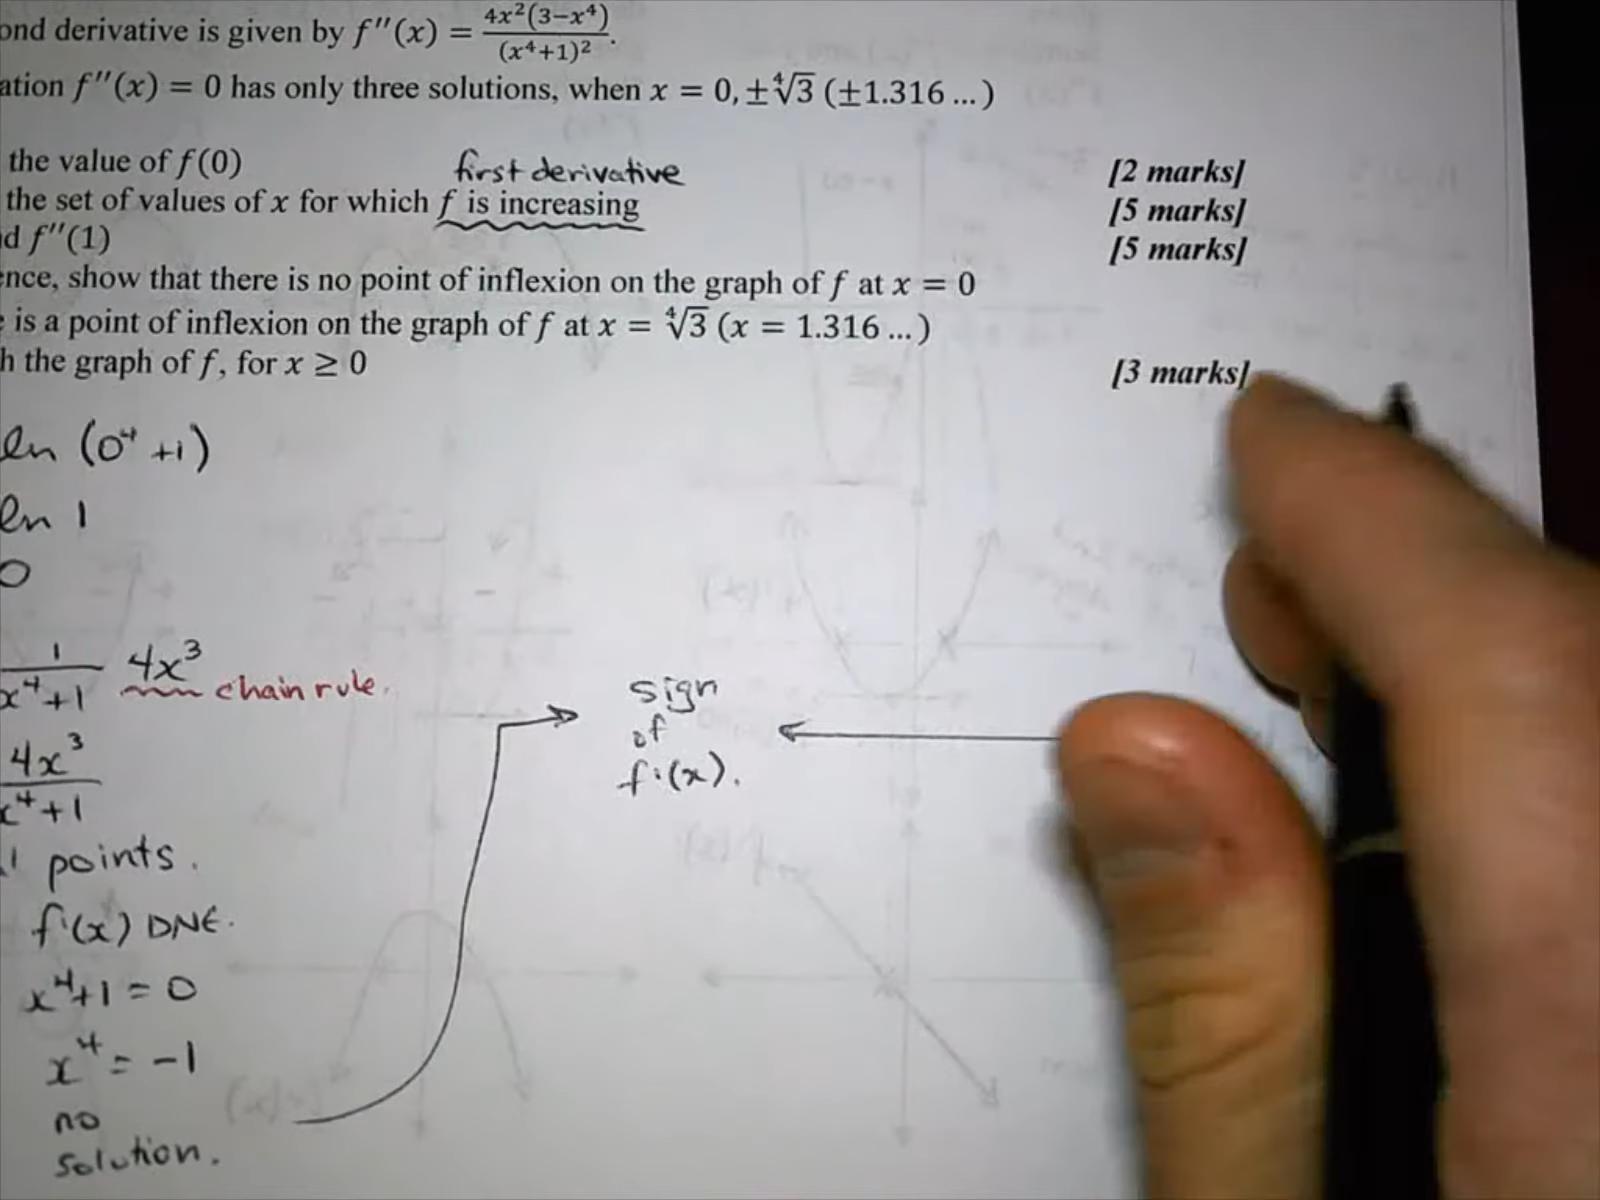 ond derivative is given by f''(x) = 4x²(3−x⁴)/(x⁴+1)².
ation f''(x) = 0 has only three solutions, when x = 0, ±∜3 (±1.316 ...)
the value of f(0)
first derivative
[2 marks]
the set of values of x for which f is increasing
[5 marks]
d f''(1)
[5 marks]
ence, show that there is no point of inflexion on the graph of f at x = 0
e is a point of inflexion on the graph of f at x = ∜3 (x = 1.316 ...)
h the graph of f, for x ≥ 0
[3 marks]
ln (0⁴ +1)
ln 1
0
1/(x⁴+1) 4x³
chain rule.
4x³/(x⁴+1)
points.
f'(x) DNE.
x⁴+1 = 0
x⁴ = -1
no
solution.
sign
of
f'(x).